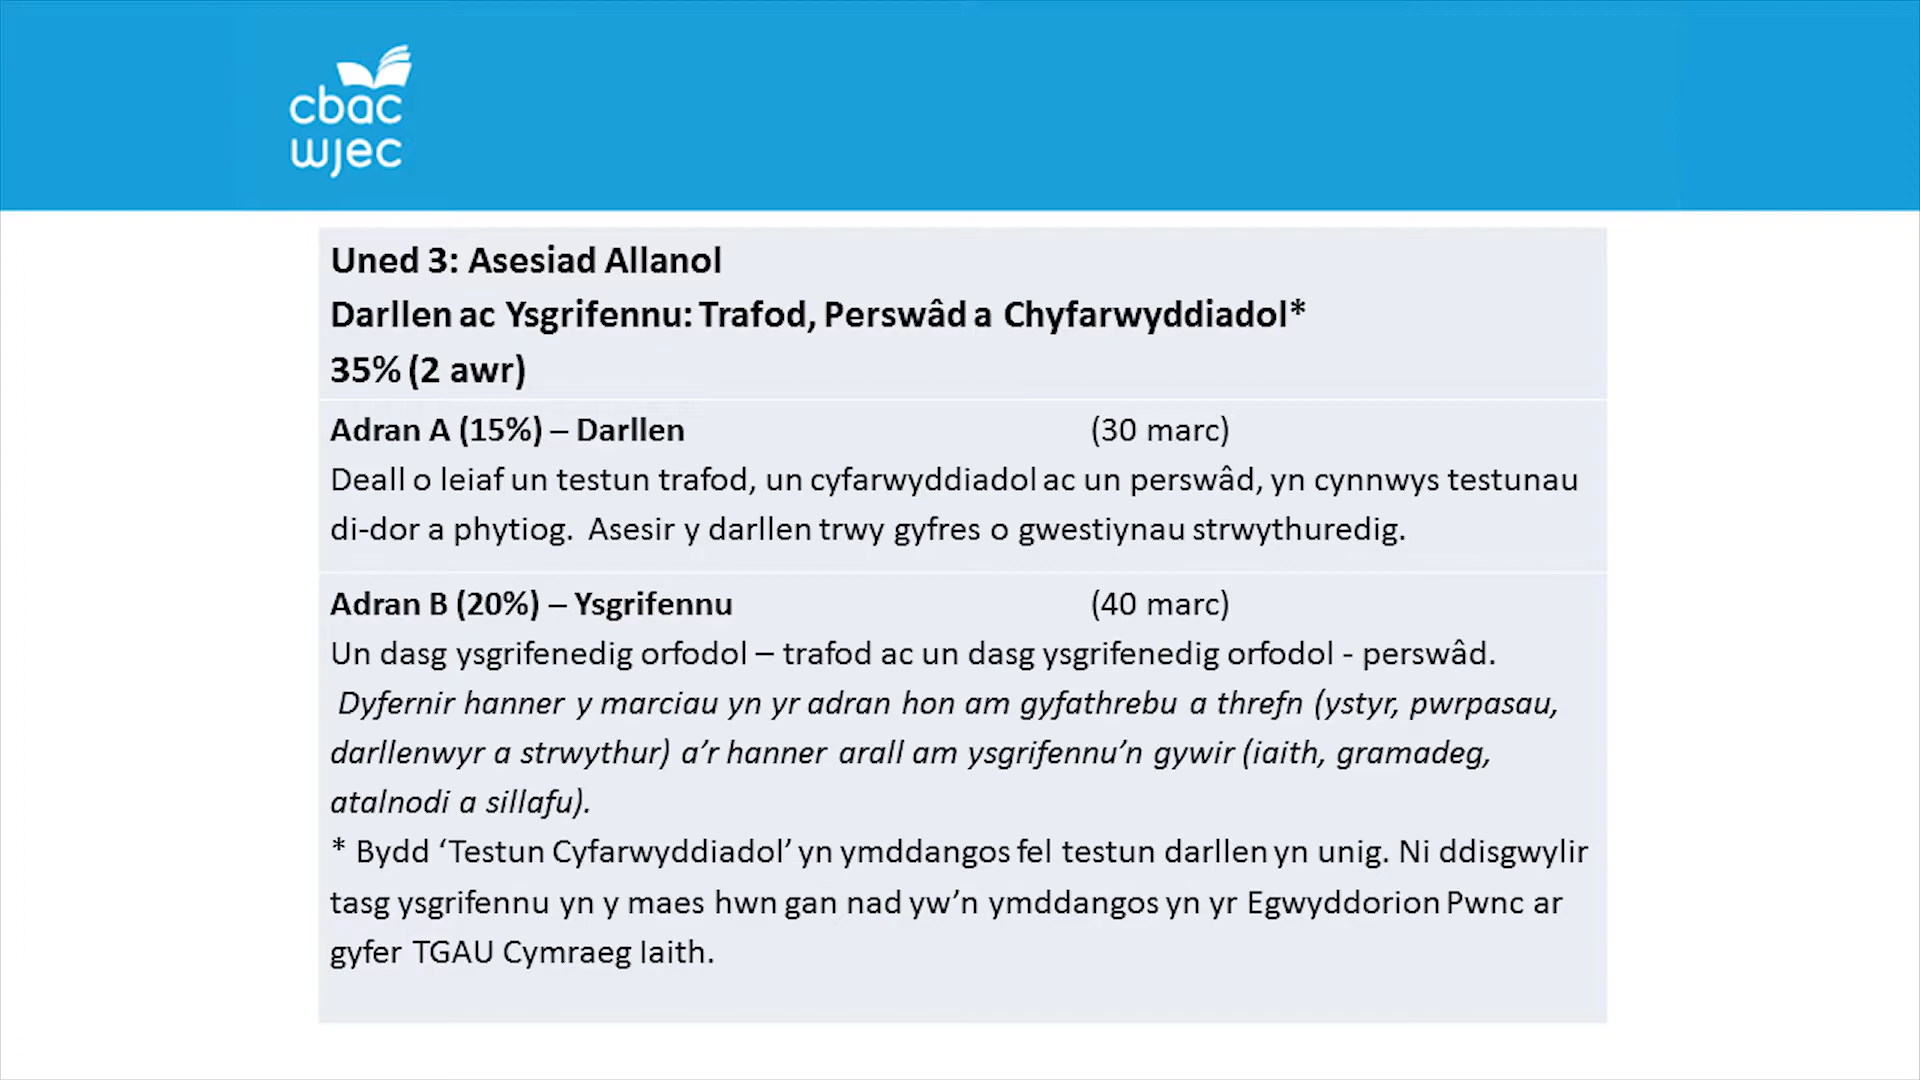 cbac
wjec
Uned 3: Asesiad Allanol
Darllen ac Ysgrifennu: Trafod, Perswâd a Chyfarwyddiadol*
35% (2 awr)
Adran A (15%) – Darllen (30 marc)
Deall o leiaf un testun trafod, un cyfarwyddiadol ac un perswâd, yn cynnwys testunau
di-dor a phytiog. Asesir y darllen trwy gyfres o gwestiynau strwythuredig.
Adran B (20%) – Ysgrifennu (40 marc)
Un dasg ysgrifenedig orfodol – trafod ac un dasg ysgrifenedig orfodol - perswâd.
Dyfernir hanner y marciau yn yr adran hon am gyfathrebu a threfn (ystyr, pwrpasau,
darllenwyr a strwythur) a’r hanner arall am ysgrifennu’n gywir (iaith, gramadeg,
atalnodi a sillafu).
* Bydd ‘Testun Cyfarwyddiadol’ yn ymddangos fel testun darllen yn unig. Ni ddisgwylir
tasg ysgrifennu yn y maes hwn gan nad yw’n ymddangos yn yr Egwyddorion Pwnc ar
gyfer TGAU Cymraeg Iaith.